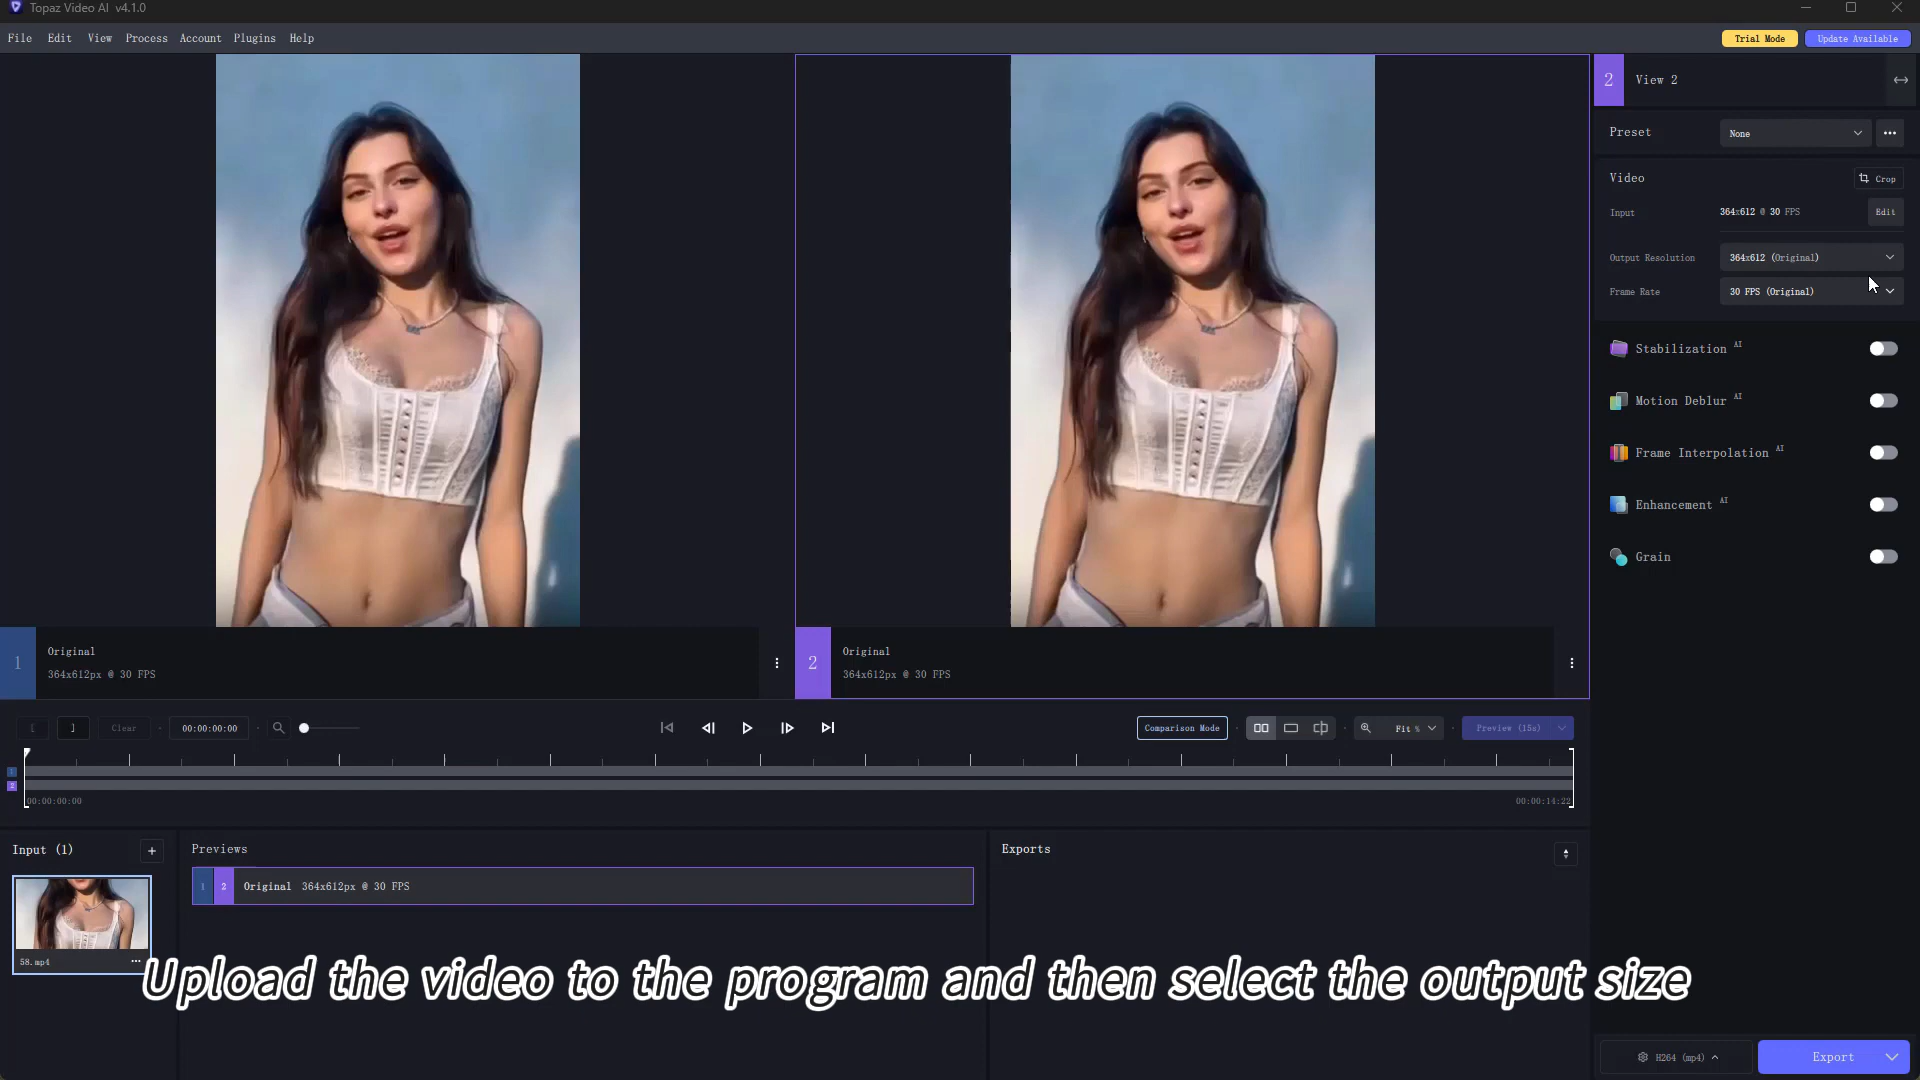 Topaz Video AI v4.1.0
File Edit View Process Account Plugins Help
Trial Mode
Update Available
2 View 2
Preset None
Video Crop
Input 364x612 @ 30 FPS Edit
Output Resolution 364x612 (Original)
Frame Rate 30 FPS (Original)
Stabilization AI
Motion Deblur AI
Frame Interpolation AI
Enhancement AI
Grain
1 Original
364x612px @ 30 FPS
2 Original
364x612px @ 30 FPS
[ ] Clear 00:00:00:00
Comparison Mode
Fit %
Preview (15s)
1
2
00:00:00:00
00:00:14:22
Input (1) +
58.mp4
Previews
1 2 Original 364x612px @ 30 FPS
Exports
Upload the video to the program and then select the output size
H264 (mp4)
Export